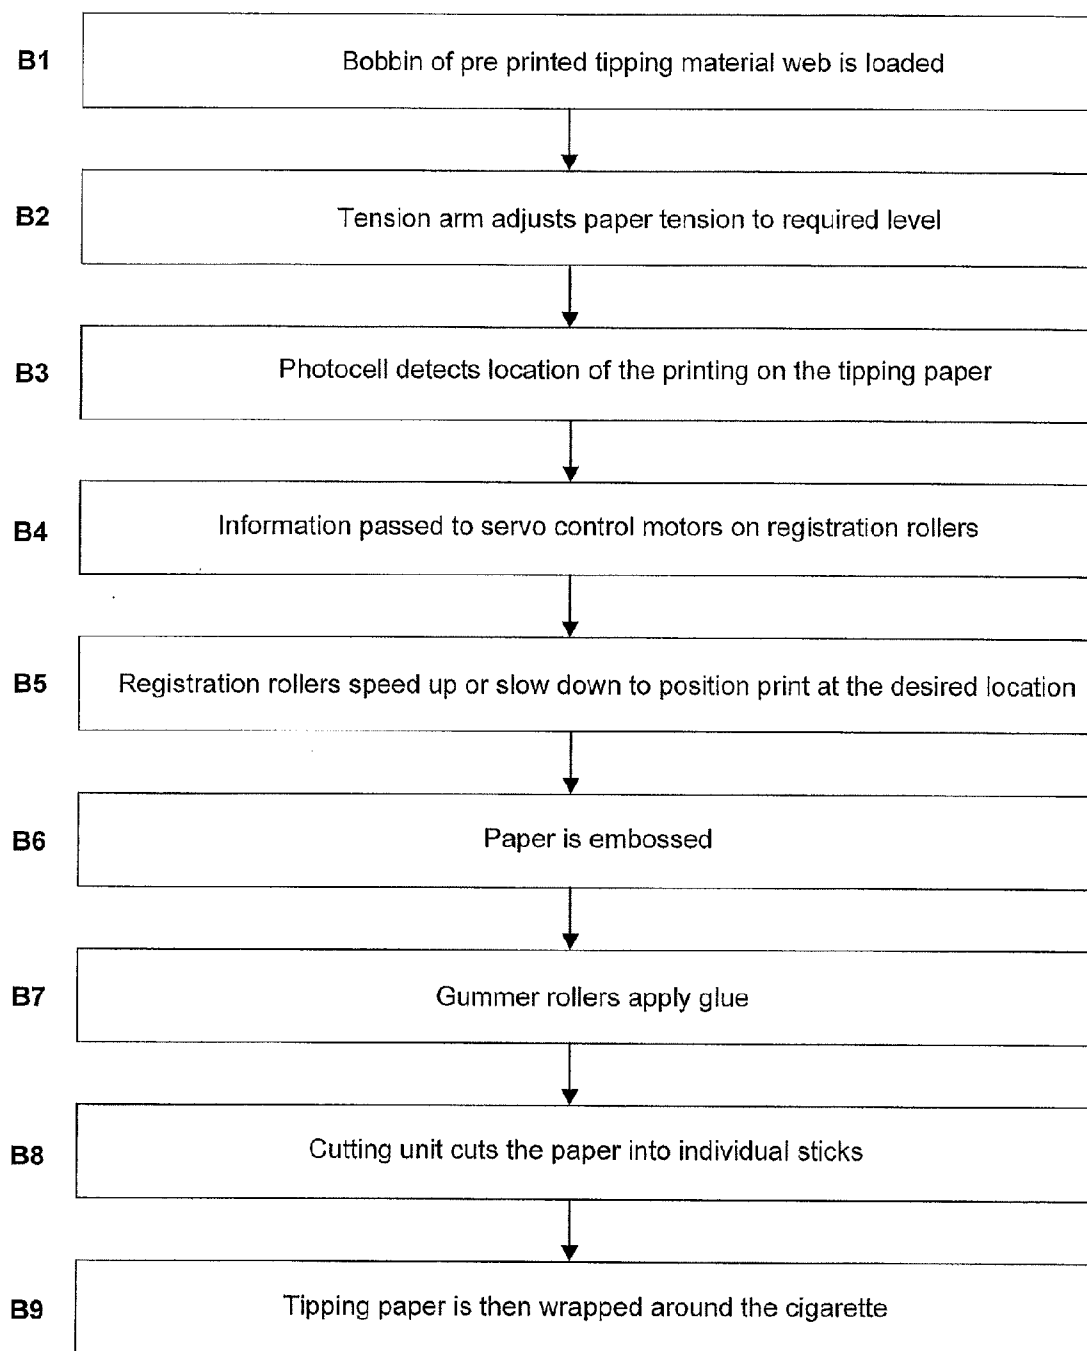 B1 Bobbin of pre printed tipping material web is loaded
B2 Tension arm adjusts paper tension to required level
B3 Photocell detects location of the printing on the tipping paper
B4 Information passed to servo control motors on registration rollers
B5 Registration rollers speed up or slow down to position print at the desired location
B6 Paper is embossed
B7 Gummer rollers apply glue
B8 Cutting unit cuts the paper into individual sticks
B9 Tipping paper is then wrapped around the cigarette